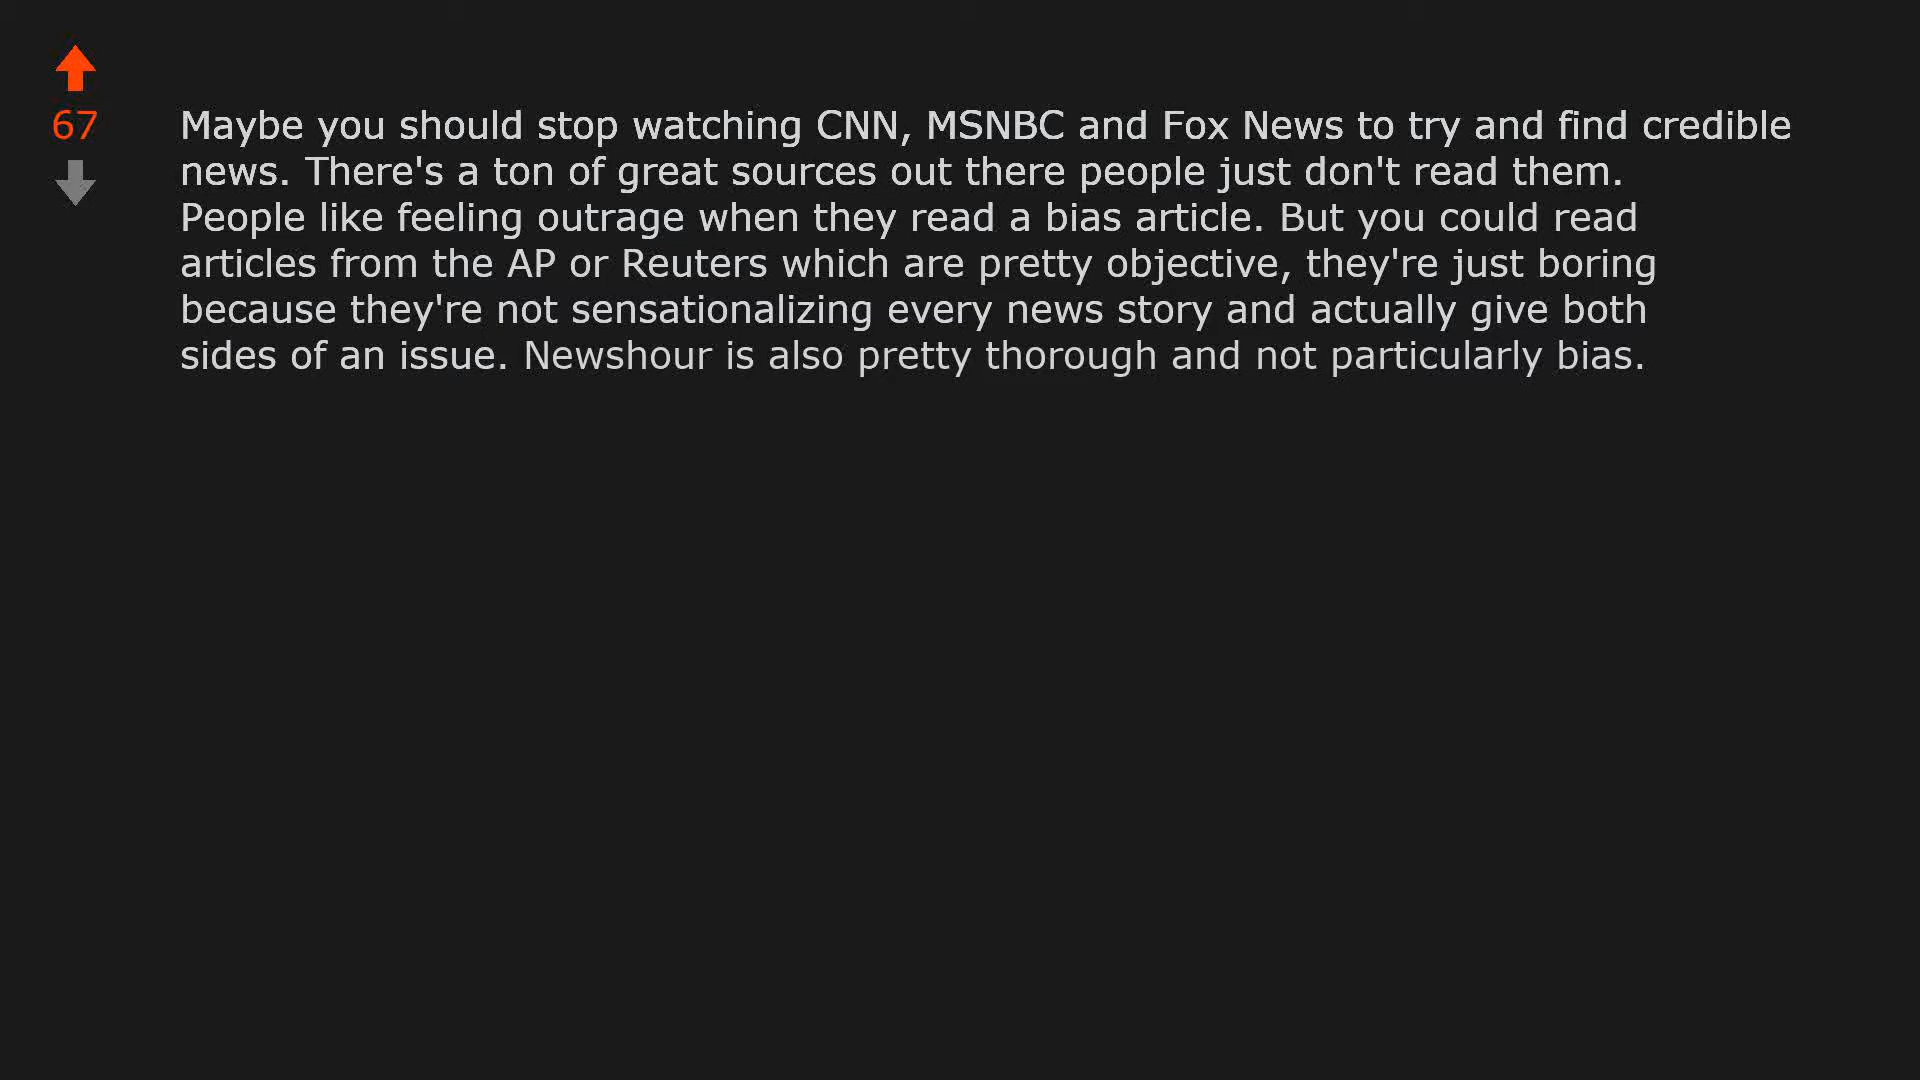 67
Maybe you should stop watching CNN, MSNBC and Fox News to try and find credible
news. There's a ton of great sources out there people just don't read them.
People like feeling outrage when they read a bias article. But you could read
articles from the AP or Reuters which are pretty objective, they're just boring
because they're not sensationalizing every news story and actually give both
sides of an issue. Newshour is also pretty thorough and not particularly bias.